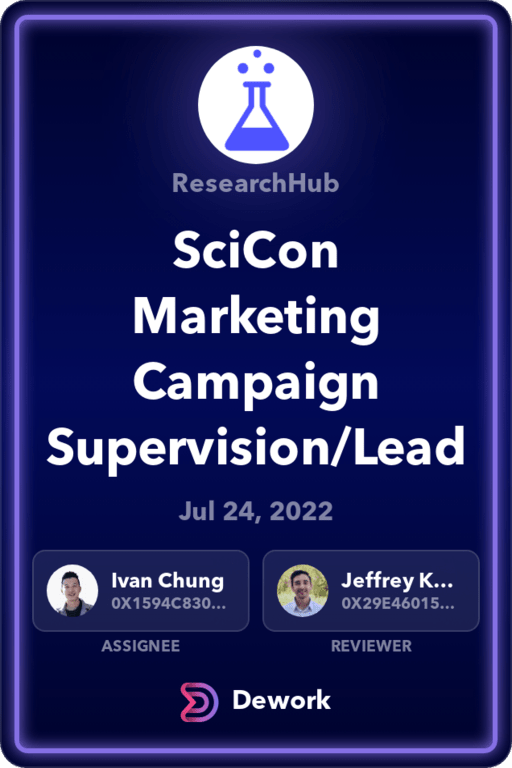 ResearchHub
SciCon
Marketing
Campaign
Supervision/Lead
Jul 24, 2022
Ivan Chung
0X1594C830...
ASSIGNEE
Jeffrey K...
0X29E46015...
REVIEWER
Dework